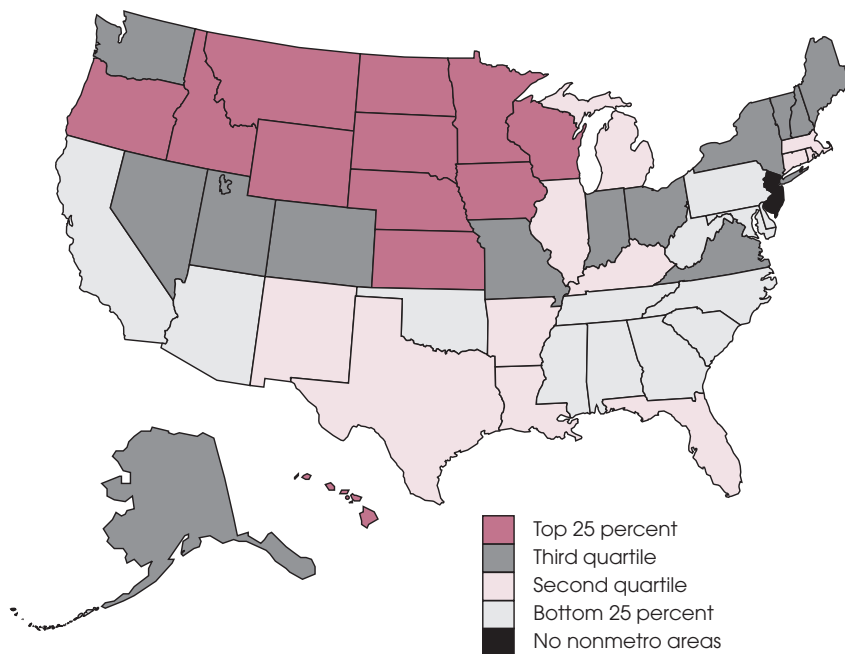 Top 25 percent
Third quartile
Second quartile
Bottom 25 percent
No nonmetro areas